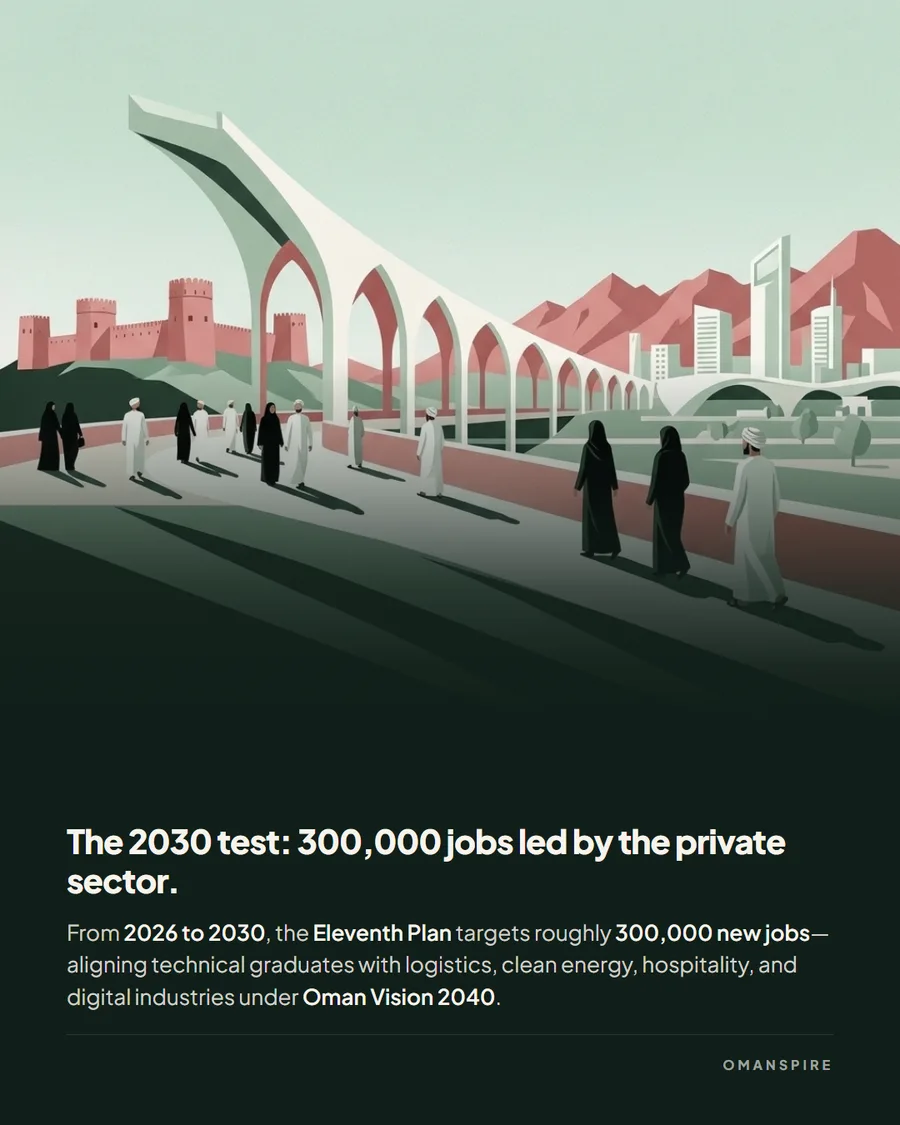 The 2030 test: 300,000 jobs led by the private
sector.
From 2026 to 2030, the Eleventh Plan targets roughly 300,000 new jobs—
aligning technical graduates with logistics, clean energy, hospitality, and
digital industries under Oman Vision 2040.
OMANSPIRE